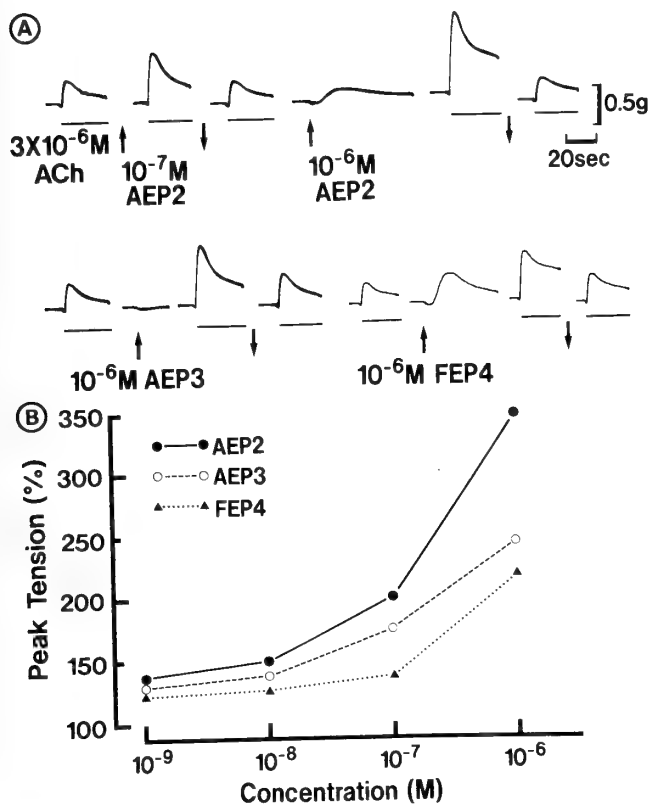 A
0.5g
20sec
3X10⁻⁶M
ACh
10⁻⁷M
AEP2
10⁻⁶M
AEP2
10⁻⁶M AEP3
10⁻⁶M FEP4
B
AEP2
AEP3
FEP4
Peak Tension (%)
350
300
250
200
150
100
10⁻⁹
10⁻⁸
10⁻⁷
10⁻⁶
Concentration (M)